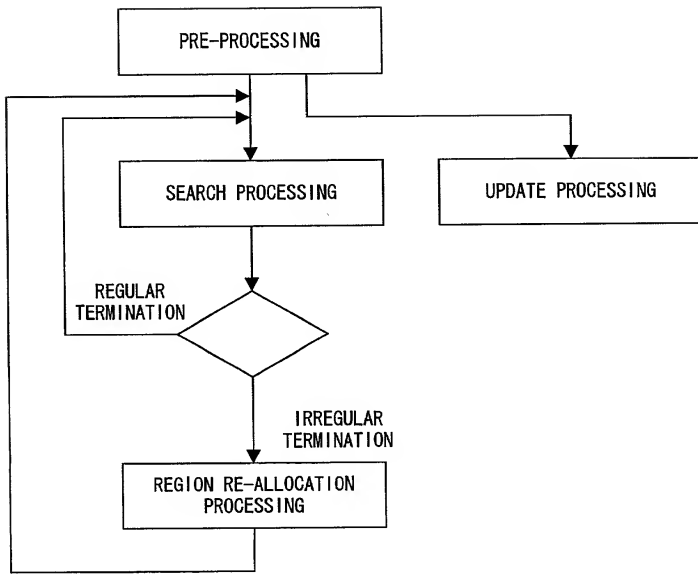 PRE-PROCESSING
SEARCH PROCESSING
UPDATE PROCESSING
REGULAR
TERMINATION
IRREGULAR
TERMINATION
REGION RE-ALLOCATION
PROCESSING